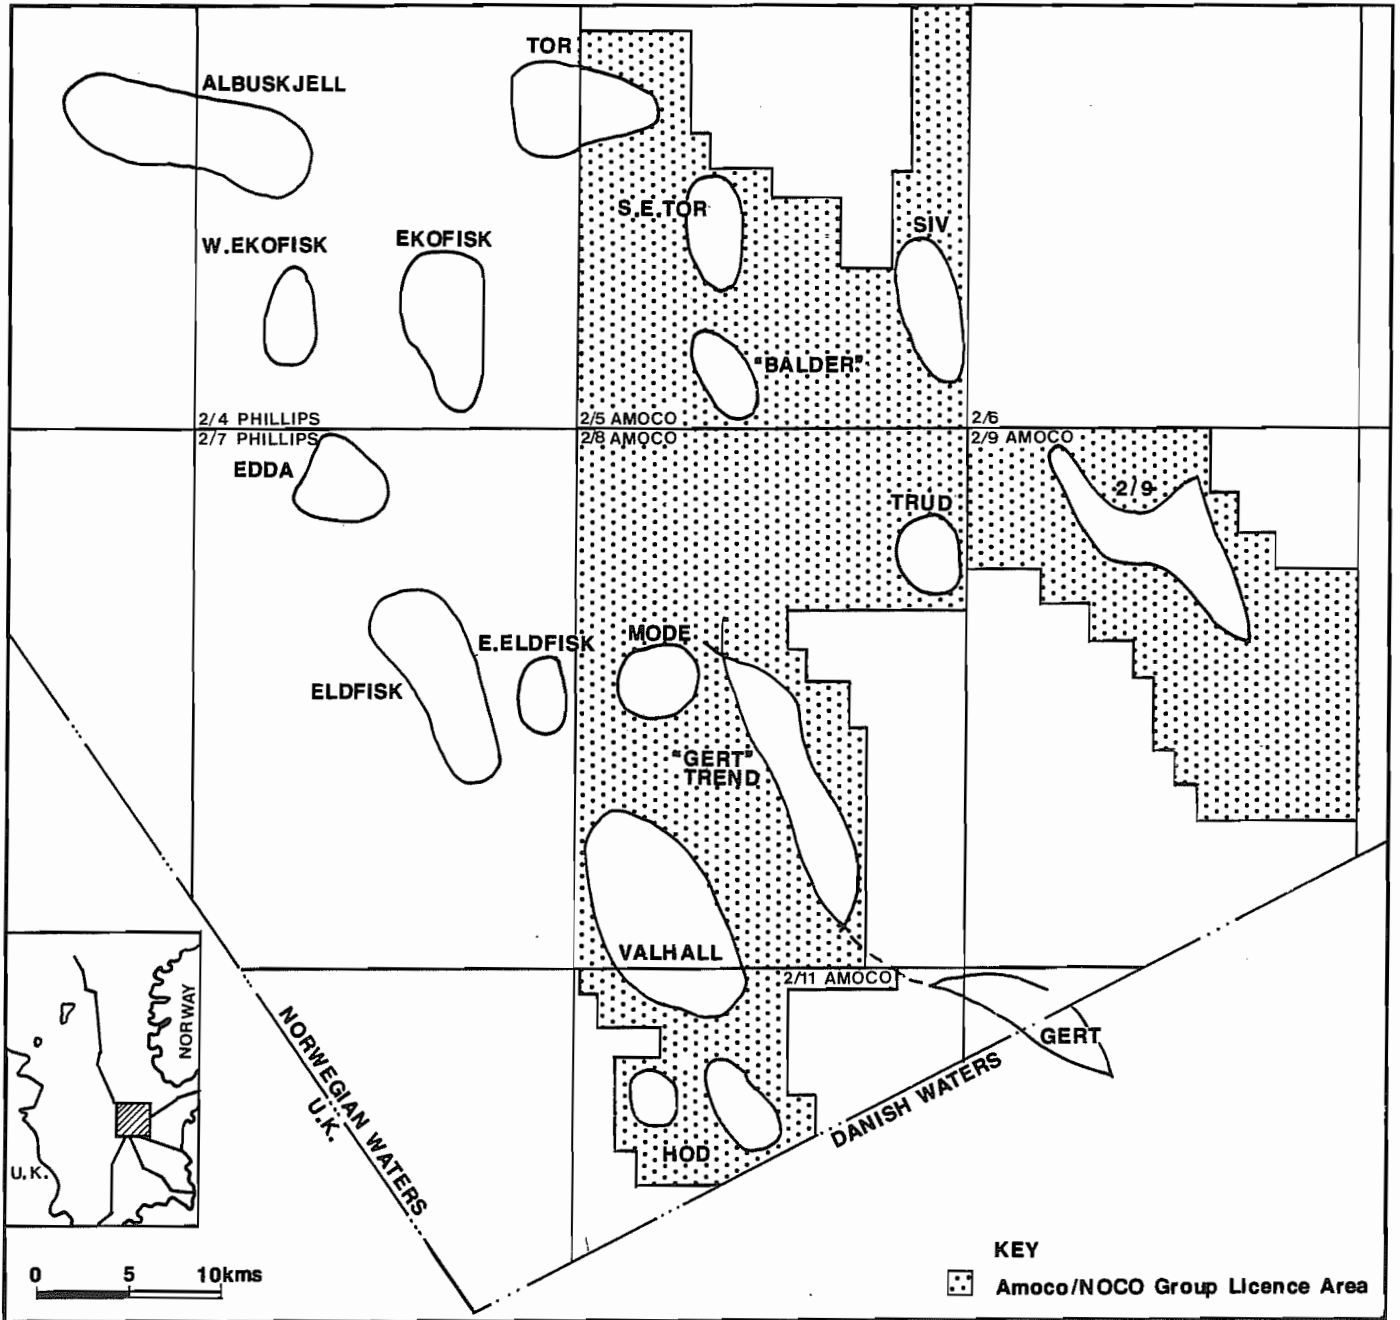 TOR
ALBUSKJELL
S.E.TOR
SIV
W.EKOFISK
EKOFISK
"BALDER"
2/4 PHILLIPS
2/5 AMOCO
2/6
2/7 PHILLIPS
2/8 AMOCO
2/9 AMOCO
EDDA
2/9
TRUD
E.ELDFISK
MODE
ELDFISK
"GERT"
TREND
VALHALL
2/11 AMOCO
NORWAY
NORWEGIAN WATERS
U.K.
GERT
DANISH WATERS
HOD
U.K.
KEY
0 5 10kms
Amoco/NOCO Group Licence Area